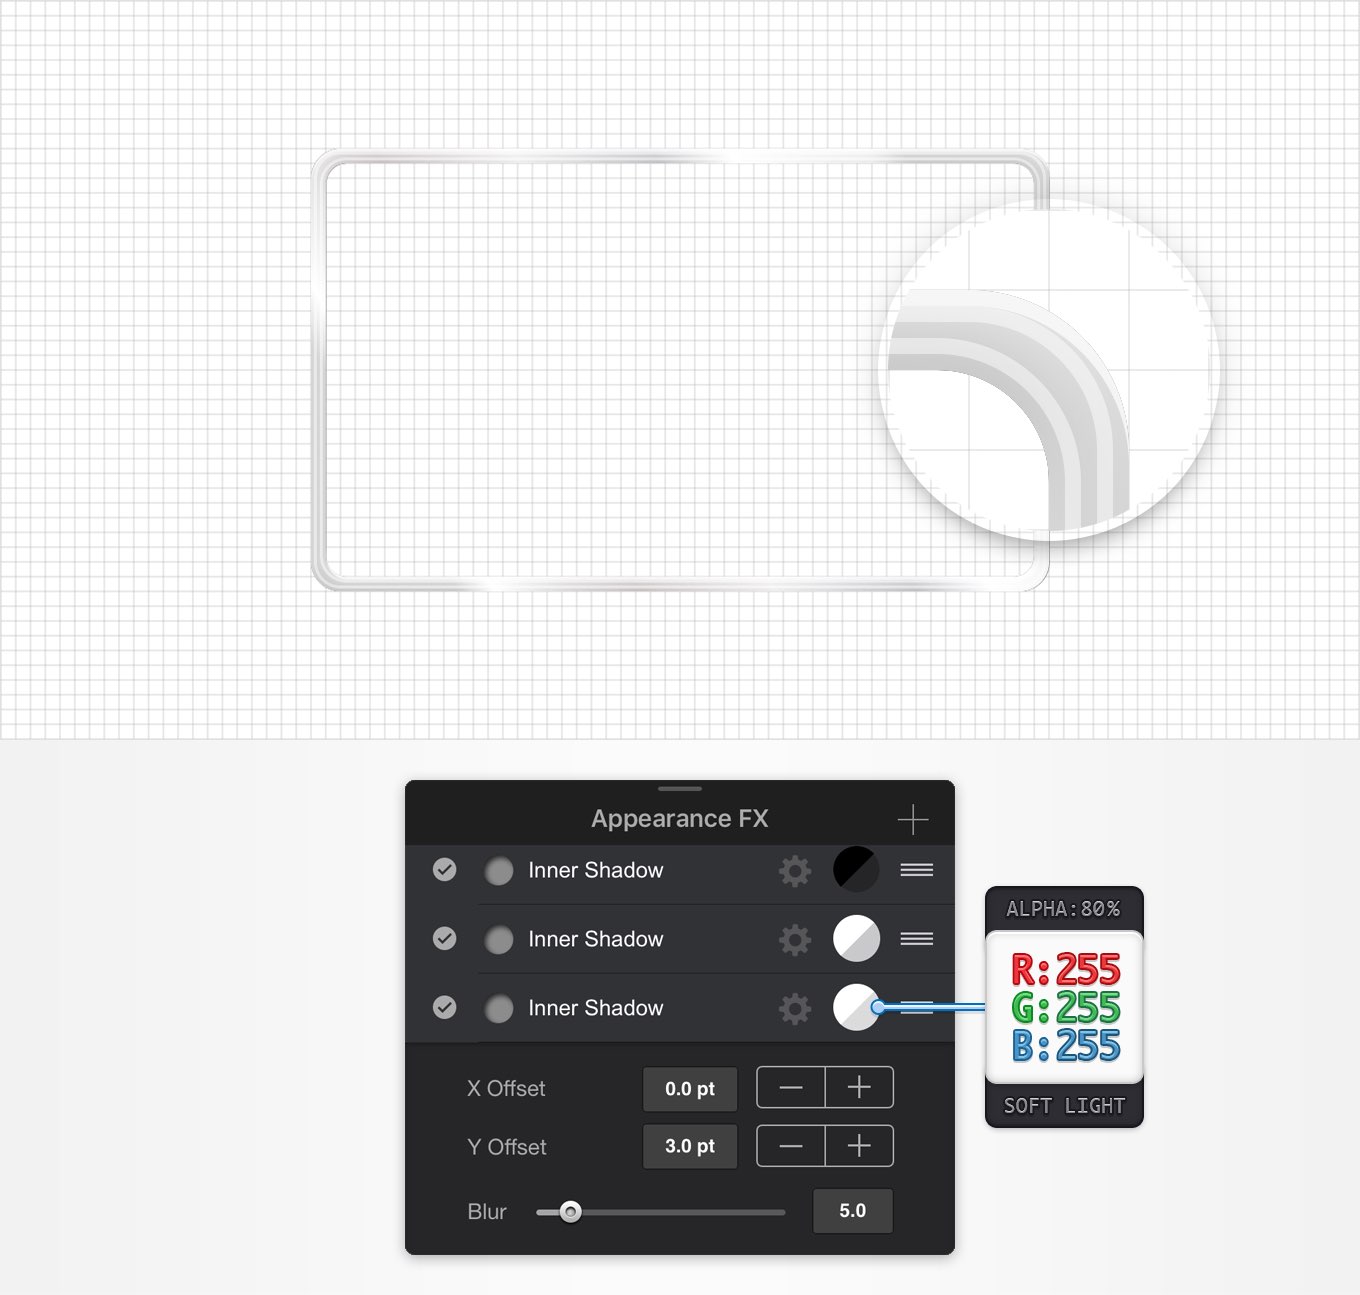 Appearance FX
Inner Shadow
Inner Shadow
Inner Shadow
X Offset 0.0 pt
Y Offset 3.0 pt
Blur 5.0
ALPHA:80%
R:255
G:255
B:255
SOFT LIGHT